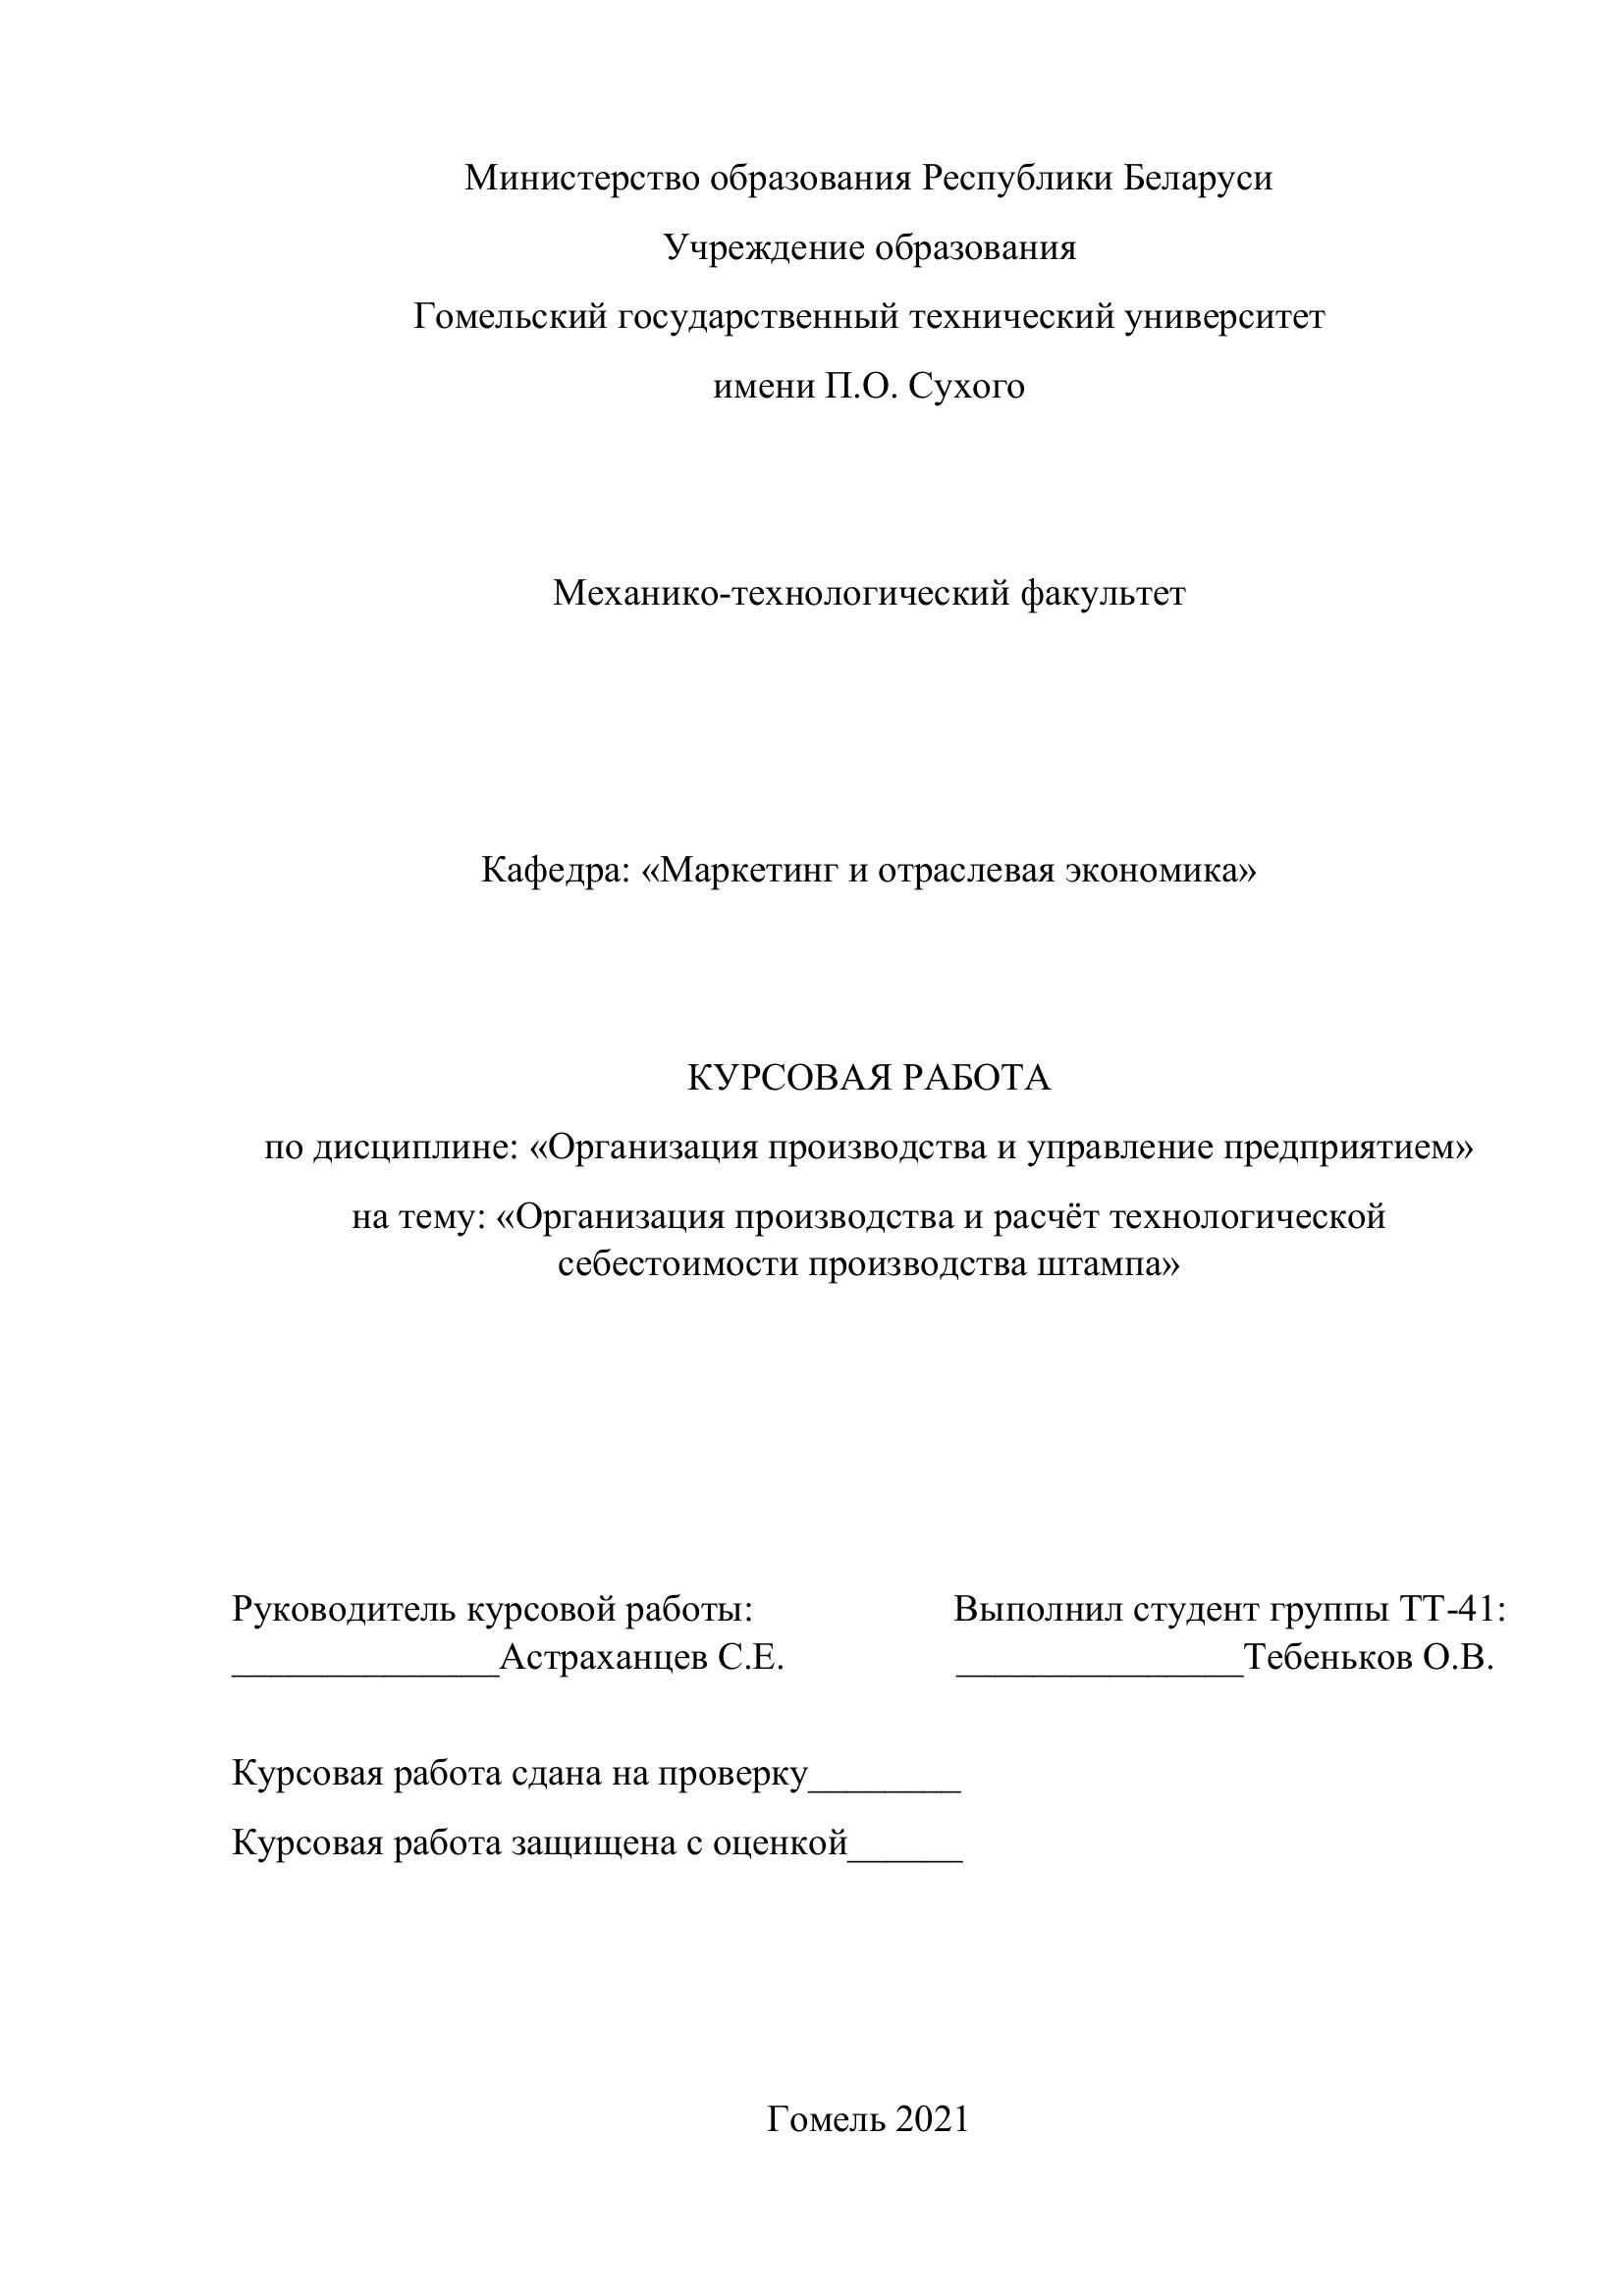 Министерство образования Республики Беларуси
Учреждение образования
Гомельский государственный технический университет
имени П.О. Сухого
Механико-технологический факультет
Кафедра: «Маркетинг и отраслевая экономика»
КУРСОВАЯ РАБОТА
по дисциплине: «Организация производства и управление предприятием»
на тему: «Организация производства и расчёт технологической
себестоимости производства штампа»
Руководитель курсовой работы: Выполнил студент группы ТТ-41:
______________Астраханцев С.Е. _______________Тебеньков О.В.
Курсовая работа сдана на проверку________
Курсовая работа защищена с оценкой______
Гомель 2021